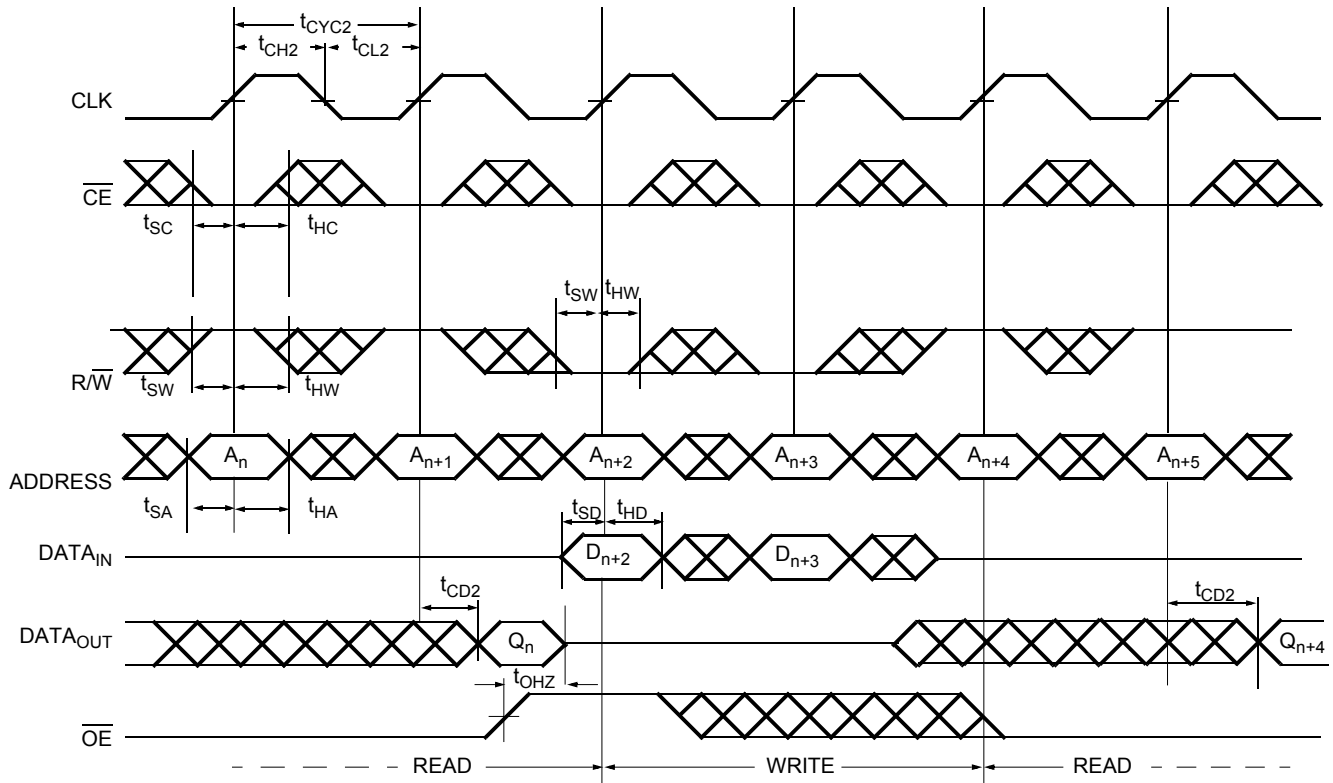 tCYC2
tCH2 tCL2
CLK
CE
tSC tHC
tSW tHW
R/W
tSW tHW
An An+1 An+2 An+3 An+4 An+5
ADDRESS
tSA tHA tSD tHD
DATAIN Dn+2 Dn+3
tCD2 tCD2
DATAOUT Qn Qn+4
tOHZ
OE
READ WRITE READ